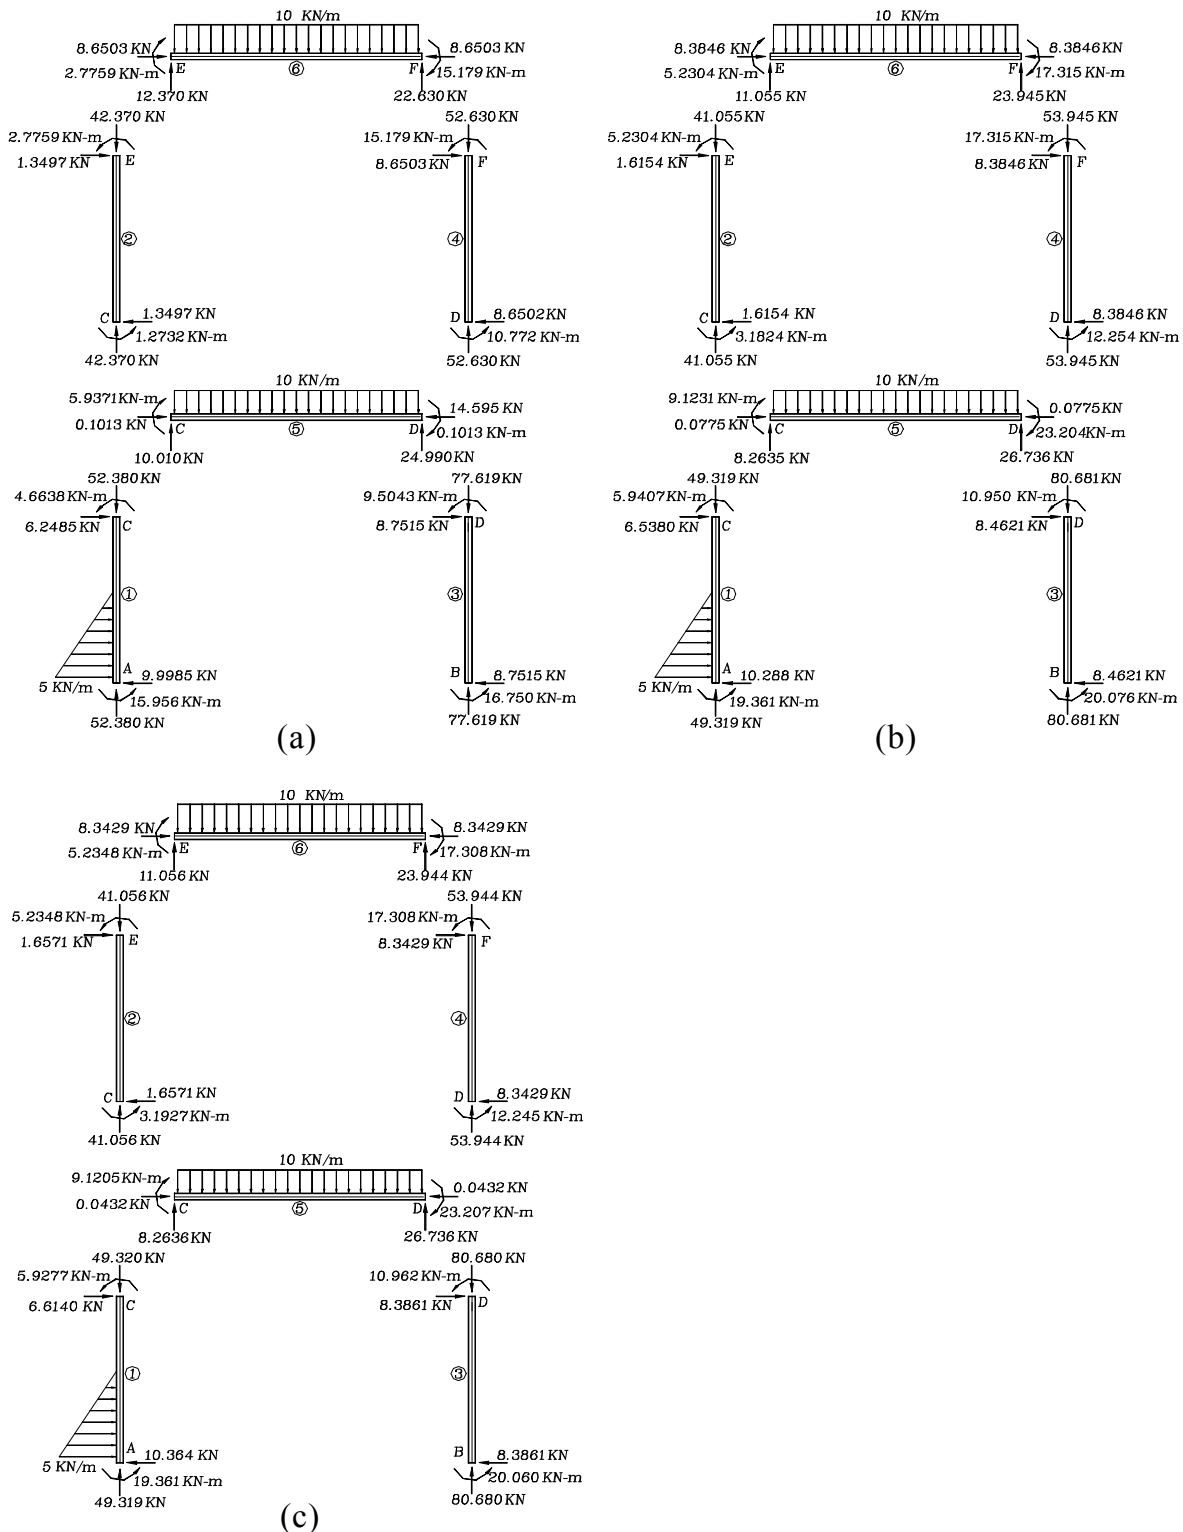 10 KN/m
8.6503 KN
8.6503 KN
2.7759 KN-m
E
⑥
F
15.179 KN-m
12.370 KN
22.630 KN
42.370 KN
52.630 KN
2.7759 KN-m
15.179 KN-m
1.3497 KN
E
8.6503 KN
F
②
④
C
1.3497 KN
D
8.6502 KN
1.2732 KN-m
10.772 KN-m
42.370 KN
52.630 KN
10 KN/m
5.9371 KN-m
14.595 KN
0.1013 KN
C
⑤
D
0.1013 KN-m
10.010 KN
24.990 KN
52.380 KN
77.619 KN
4.6638 KN-m
9.5043 KN-m
6.2485 KN
C
8.7515 KN
D
①
③
A
9.9985 KN
B
8.7515 KN
5 KN/m
15.956 KN-m
16.750 KN-m
52.380 KN
77.619 KN
(a)
10 KN/m
8.3846 KN
8.3846 KN
5.2304 KN-m
E
⑥
F
17.315 KN-m
11.055 KN
23.945 KN
41.055 KN
53.945 KN
5.2304 KN-m
17.315 KN-m
1.6154 KN
E
8.3846 KN
F
②
④
C
1.6154 KN
D
8.3846 KN
3.1824 KN-m
12.254 KN-m
41.055 KN
53.945 KN
10 KN/m
9.1231 KN-m
0.0775 KN
0.0775 KN
C
⑤
D
23.204 KN-m
8.2635 KN
26.736 KN
49.319 KN
80.681 KN
5.9407 KN-m
10.950 KN-m
6.5380 KN
C
8.4621 KN
D
①
③
A
10.288 KN
B
8.4621 KN
5 KN/m
19.361 KN-m
20.076 KN-m
49.319 KN
80.681 KN
(b)
10 KN/m
8.3429 KN
8.3429 KN
5.2348 KN-m
E
⑥
F
17.308 KN-m
11.056 KN
23.944 KN
41.056 KN
53.944 KN
5.2348 KN-m
17.308 KN-m
1.6571 KN
E
8.3429 KN
F
②
④
C
1.6571 KN
D
8.3429 KN
3.1927 KN-m
12.245 KN-m
41.056 KN
53.944 KN
10 KN/m
9.1205 KN-m
0.0432 KN
0.0432 KN
C
⑤
D
23.207 KN-m
8.2636 KN
26.736 KN
49.320 KN
80.680 KN
5.9277 KN-m
10.962 KN-m
6.6140 KN
C
8.3861 KN
D
①
③
A
10.364 KN
B
8.3861 KN
5 KN/m
19.361 KN-m
20.060 KN-m
49.319 KN
80.680 KN
(c)